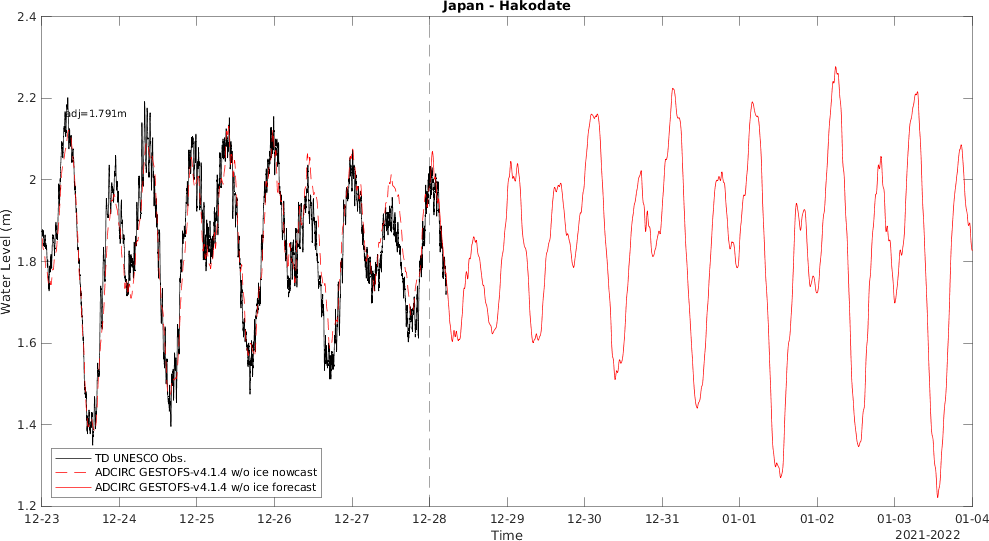 Japan - Hakodate
2.4
2.2
2
1.8
1.6
1.4
1.2
Water Level (m)
adj=1.791m
TD UNESCO Obs.
ADCIRC GESTOFS-v4.1.4 w/o ice nowcast
ADCIRC GESTOFS-v4.1.4 w/o ice forecast
12-23 12-24 12-25 12-26 12-27 12-28 12-29 12-30 12-31 01-01 01-02 01-03 01-04
Time
2021-2022